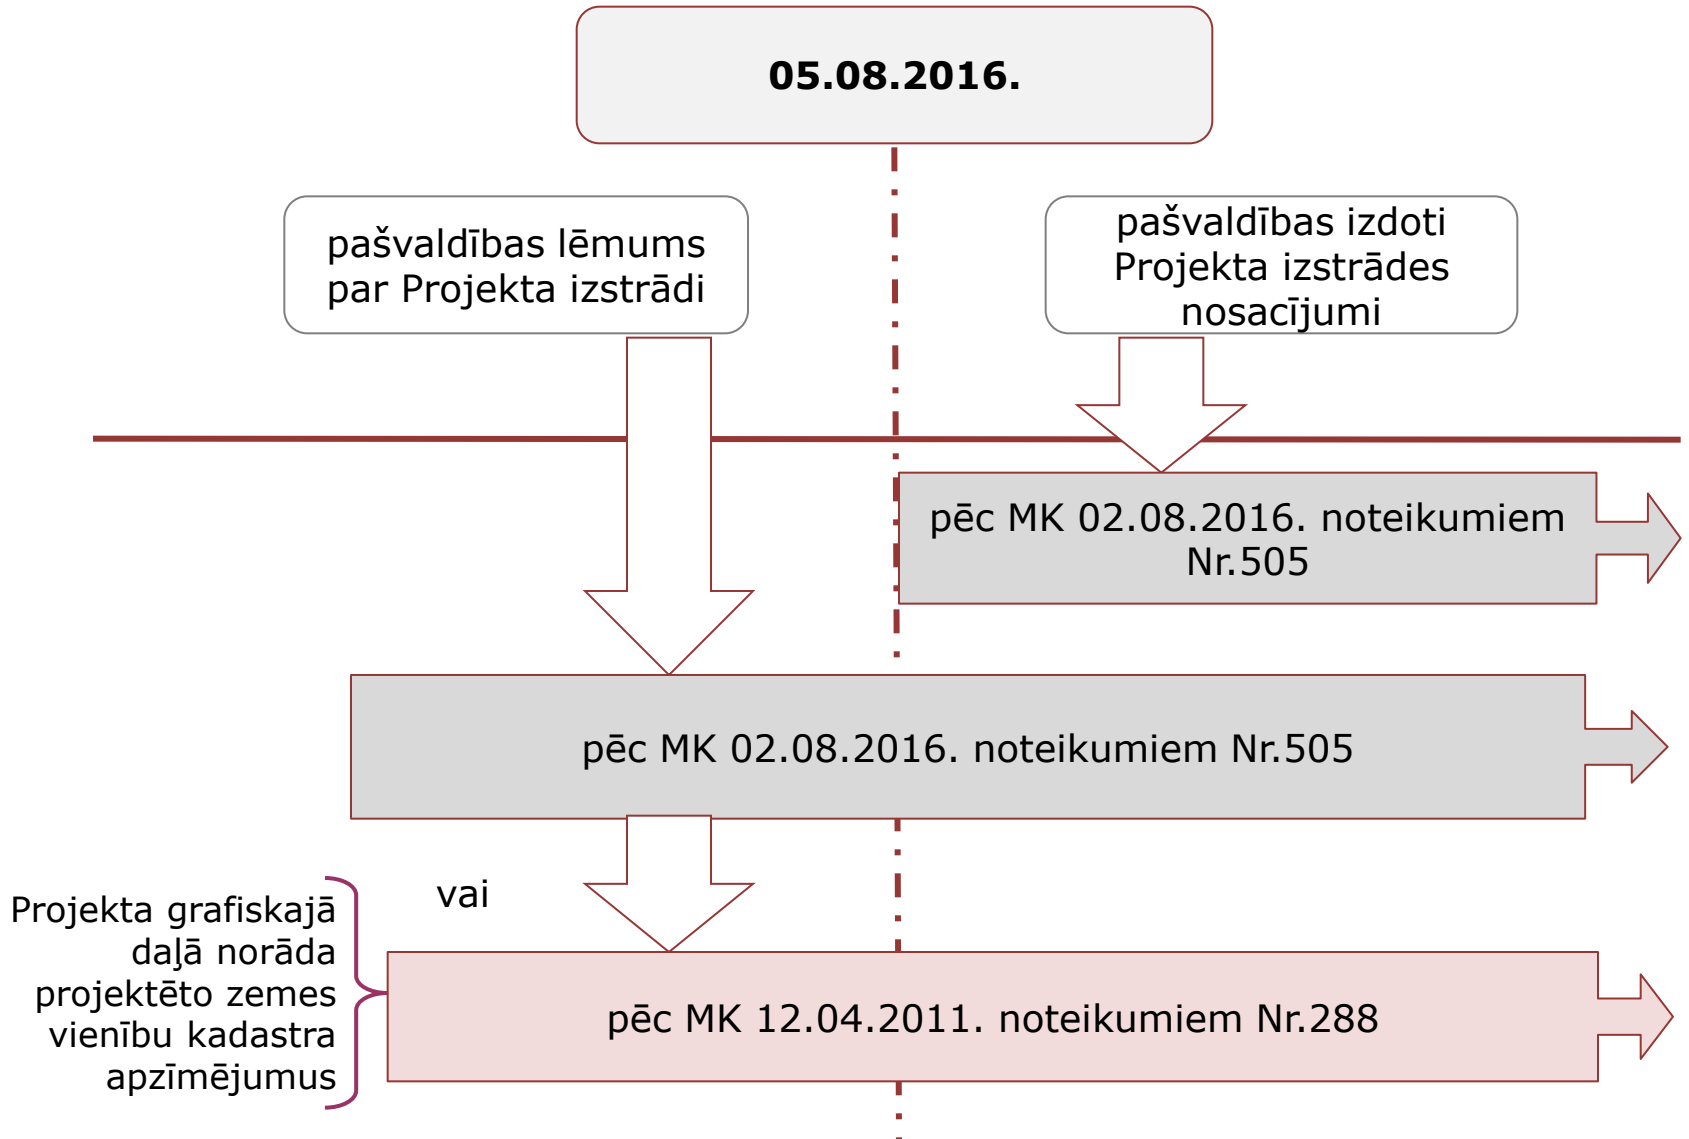 05.08.2016.
pašvaldības lēmums
par Projekta izstrādi
pašvaldības izdoti
Projekta izstrādes
nosacījumi
pēc MK 02.08.2016. noteikumiem
Nr.505
pēc MK 02.08.2016. noteikumiem Nr.505
vai
Projekta grafiskajā
daļā norāda
projektēto zemes
vienību kadastra
apzīmējumus
pēc MK 12.04.2011. noteikumiem Nr.288